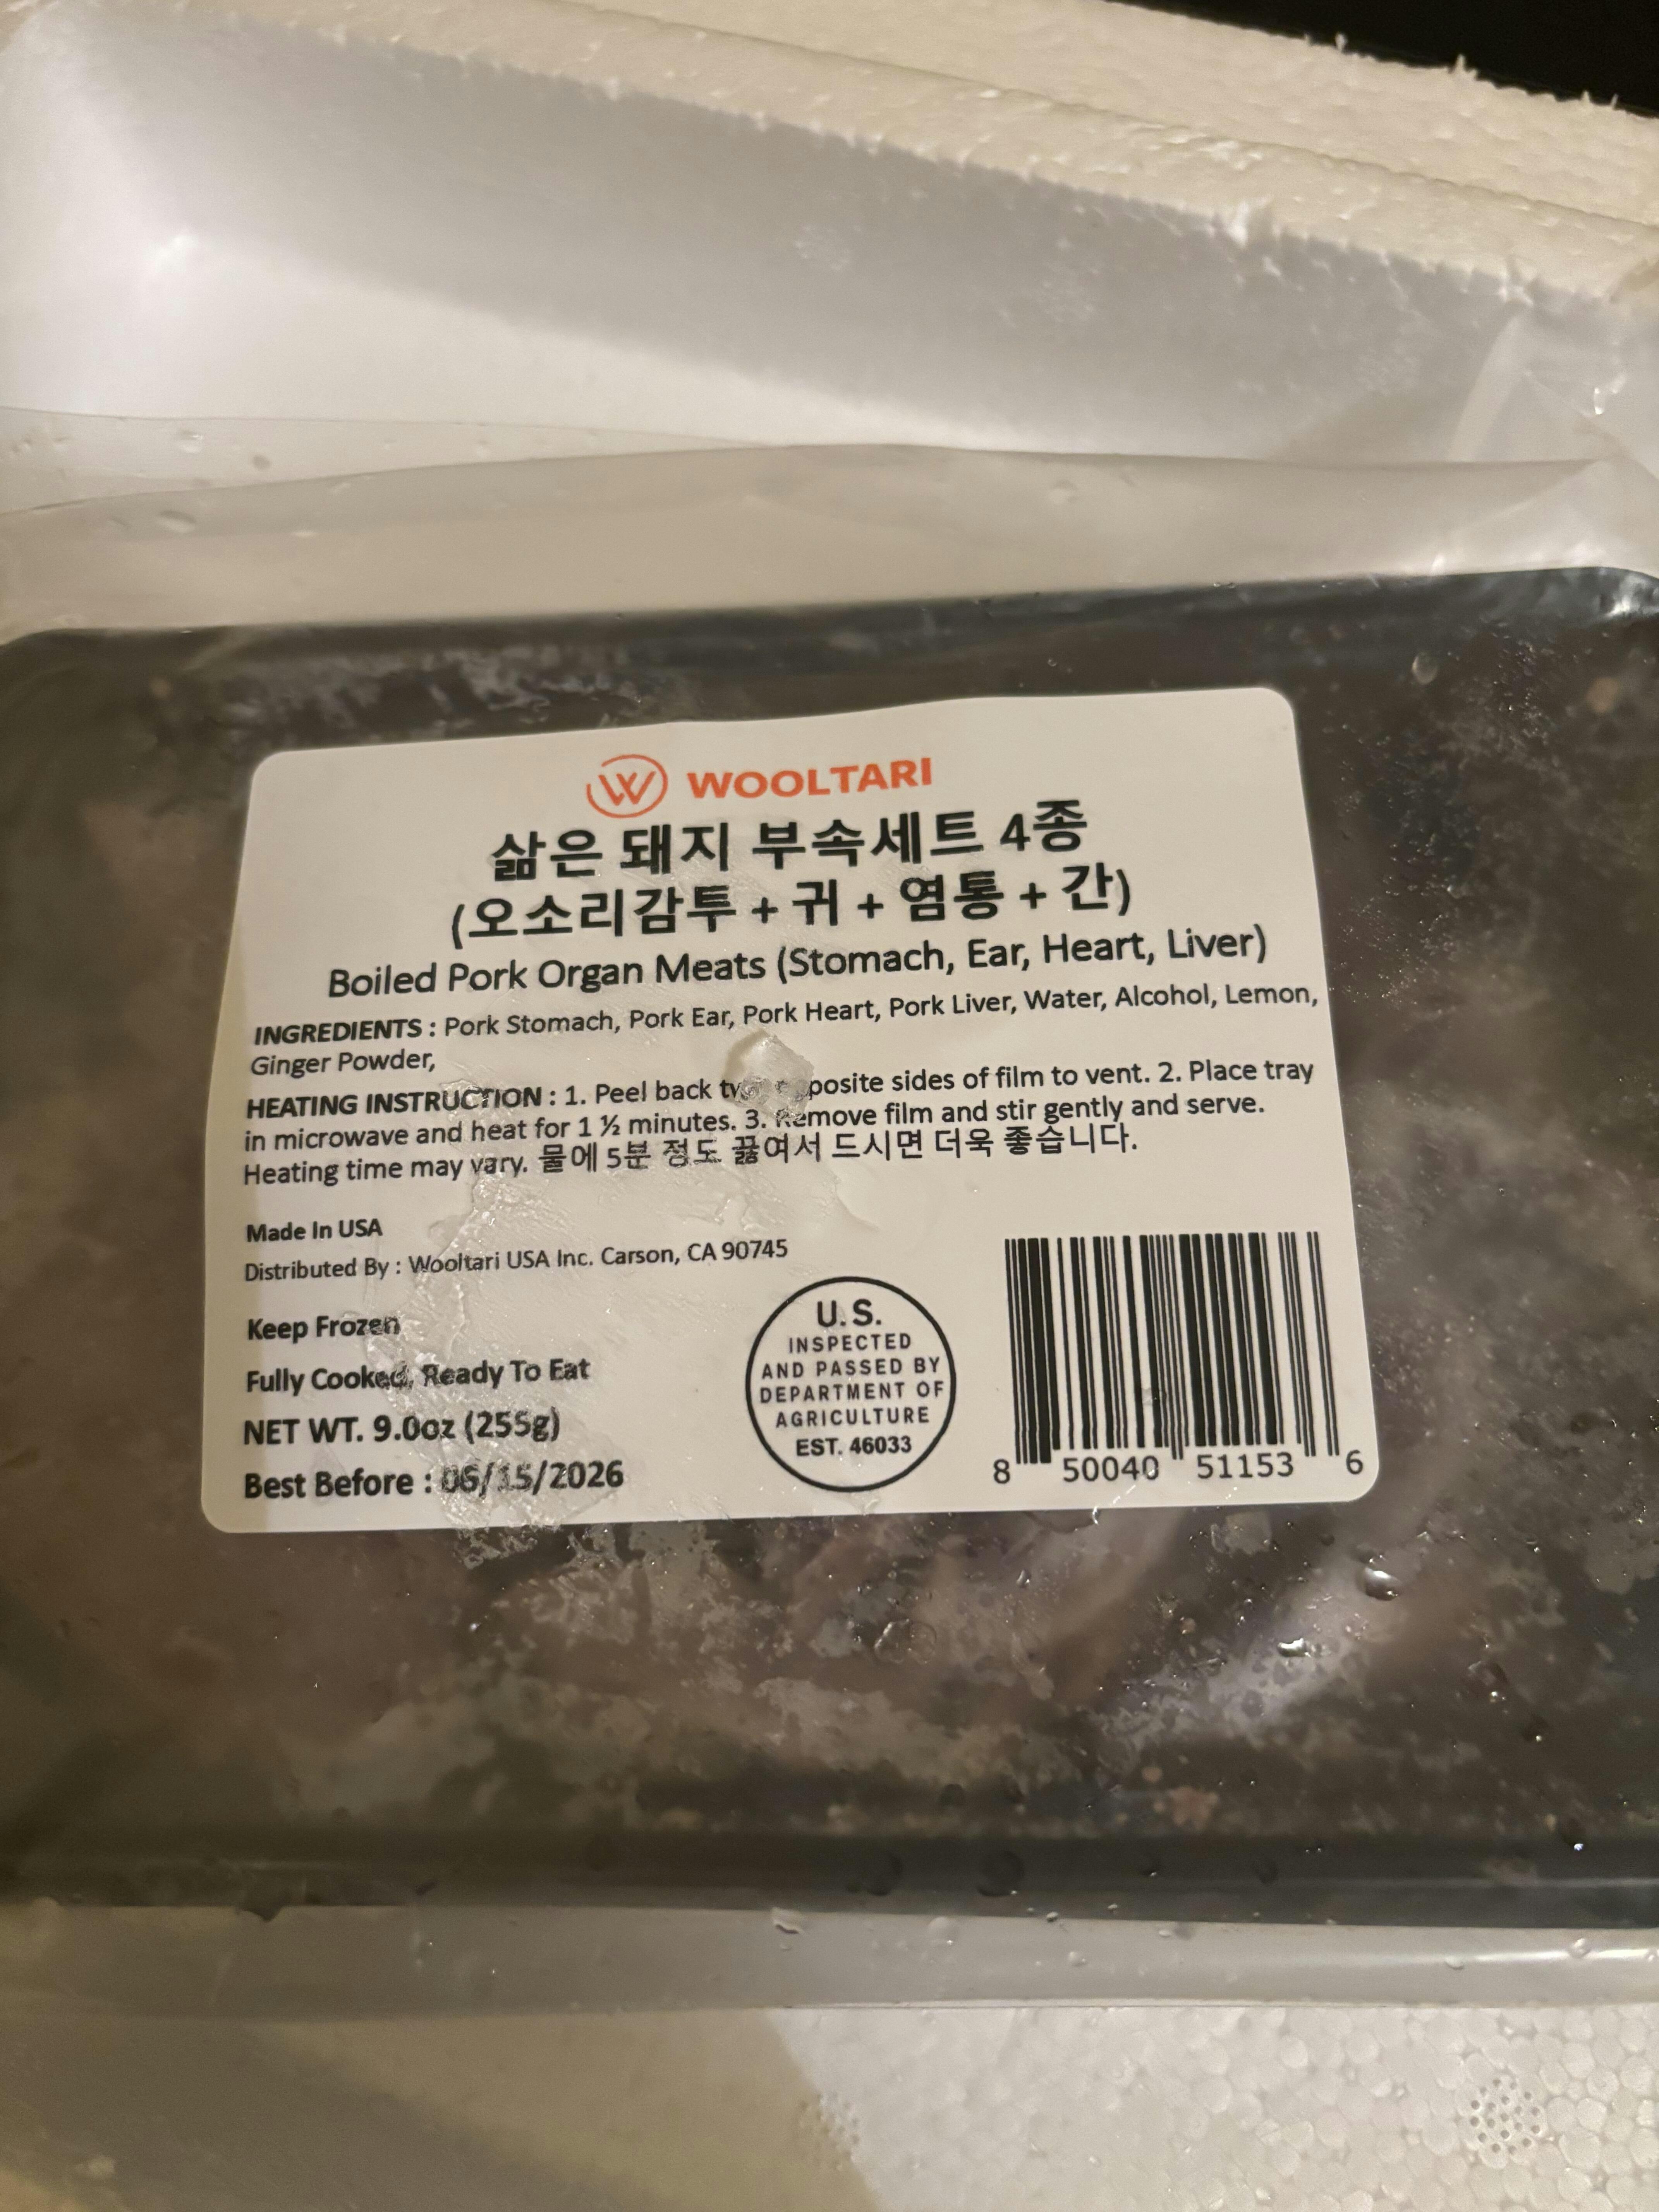 W WOOLTARI
삶은 돼지 부속세트 4종
(오소리감투 + 귀 + 염통 + 간)
Boiled Pork Organ Meats (Stomach, Ear, Heart, Liver)
INGREDIENTS : Pork Stomach, Pork Ear, Pork Heart, Pork Liver, Water, Alcohol, Lemon,
Ginger Powder,
HEATING INSTRUCTION : 1. Peel back sides of film to vent. 2. Place tray
in microwave and heat for 1 ½ minutes. 3. Remove film and stir gently and serve.
Heating time may vary. 물에 5분 정도 끓여서 드시면 더욱 좋습니다.
Made In USA
Distributed By : Wooltari USA Inc. Carson, CA 90745
Keep Frozen
Fully Cooked, Ready To Eat
NET WT. 9.0oz (255g)
Best Before : 06/15/2026
U.S.
INSPECTED
AND PASSED BY
DEPARTMENT OF
AGRICULTURE
EST. 46033
8 50040 51153 6